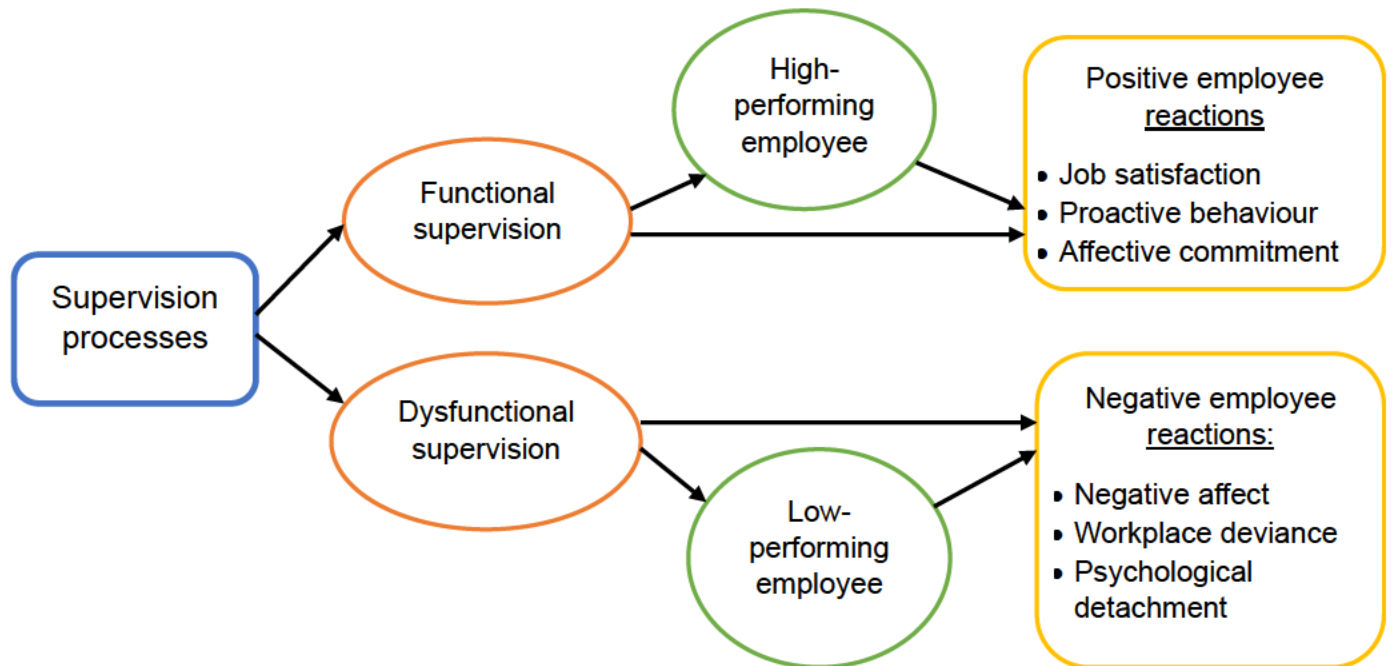 High-
performing
employee
Positive employee
reactions
• Job satisfaction
• Proactive behaviour
• Affective commitment
Functional
supervision
Supervision
processes
Dysfunctional
supervision
Negative employee
reactions:
• Negative affect
• Workplace deviance
• Psychological
detachment
Low-
performing
employee